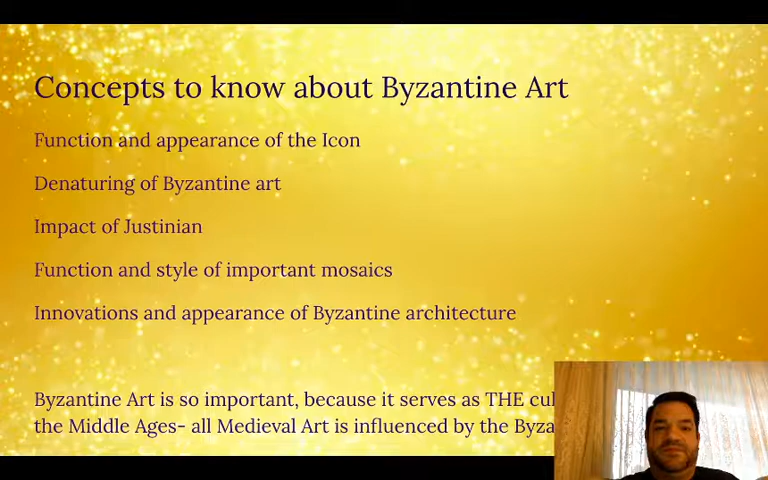 Concepts to know about Byzantine Art
Function and appearance of the Icon
Denaturing of Byzantine art
Impact of Justinian
Function and style of important mosaics
Innovations and appearance of Byzantine architecture
Byzantine Art is so important, because it serves as THE
the Middle Ages- all Medieval Art is influenced by the